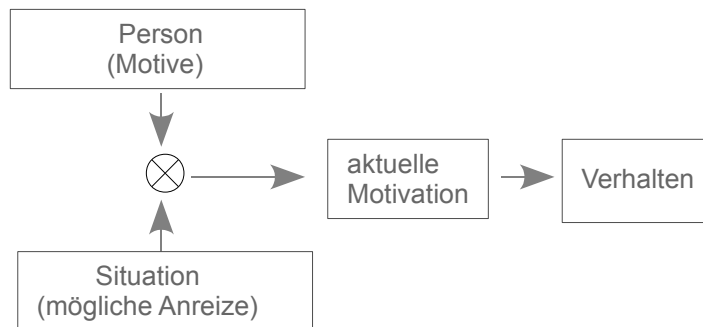 Person
(Motive)
aktuelle
Motivation
Verhalten
Situation
(mögliche Anreize)